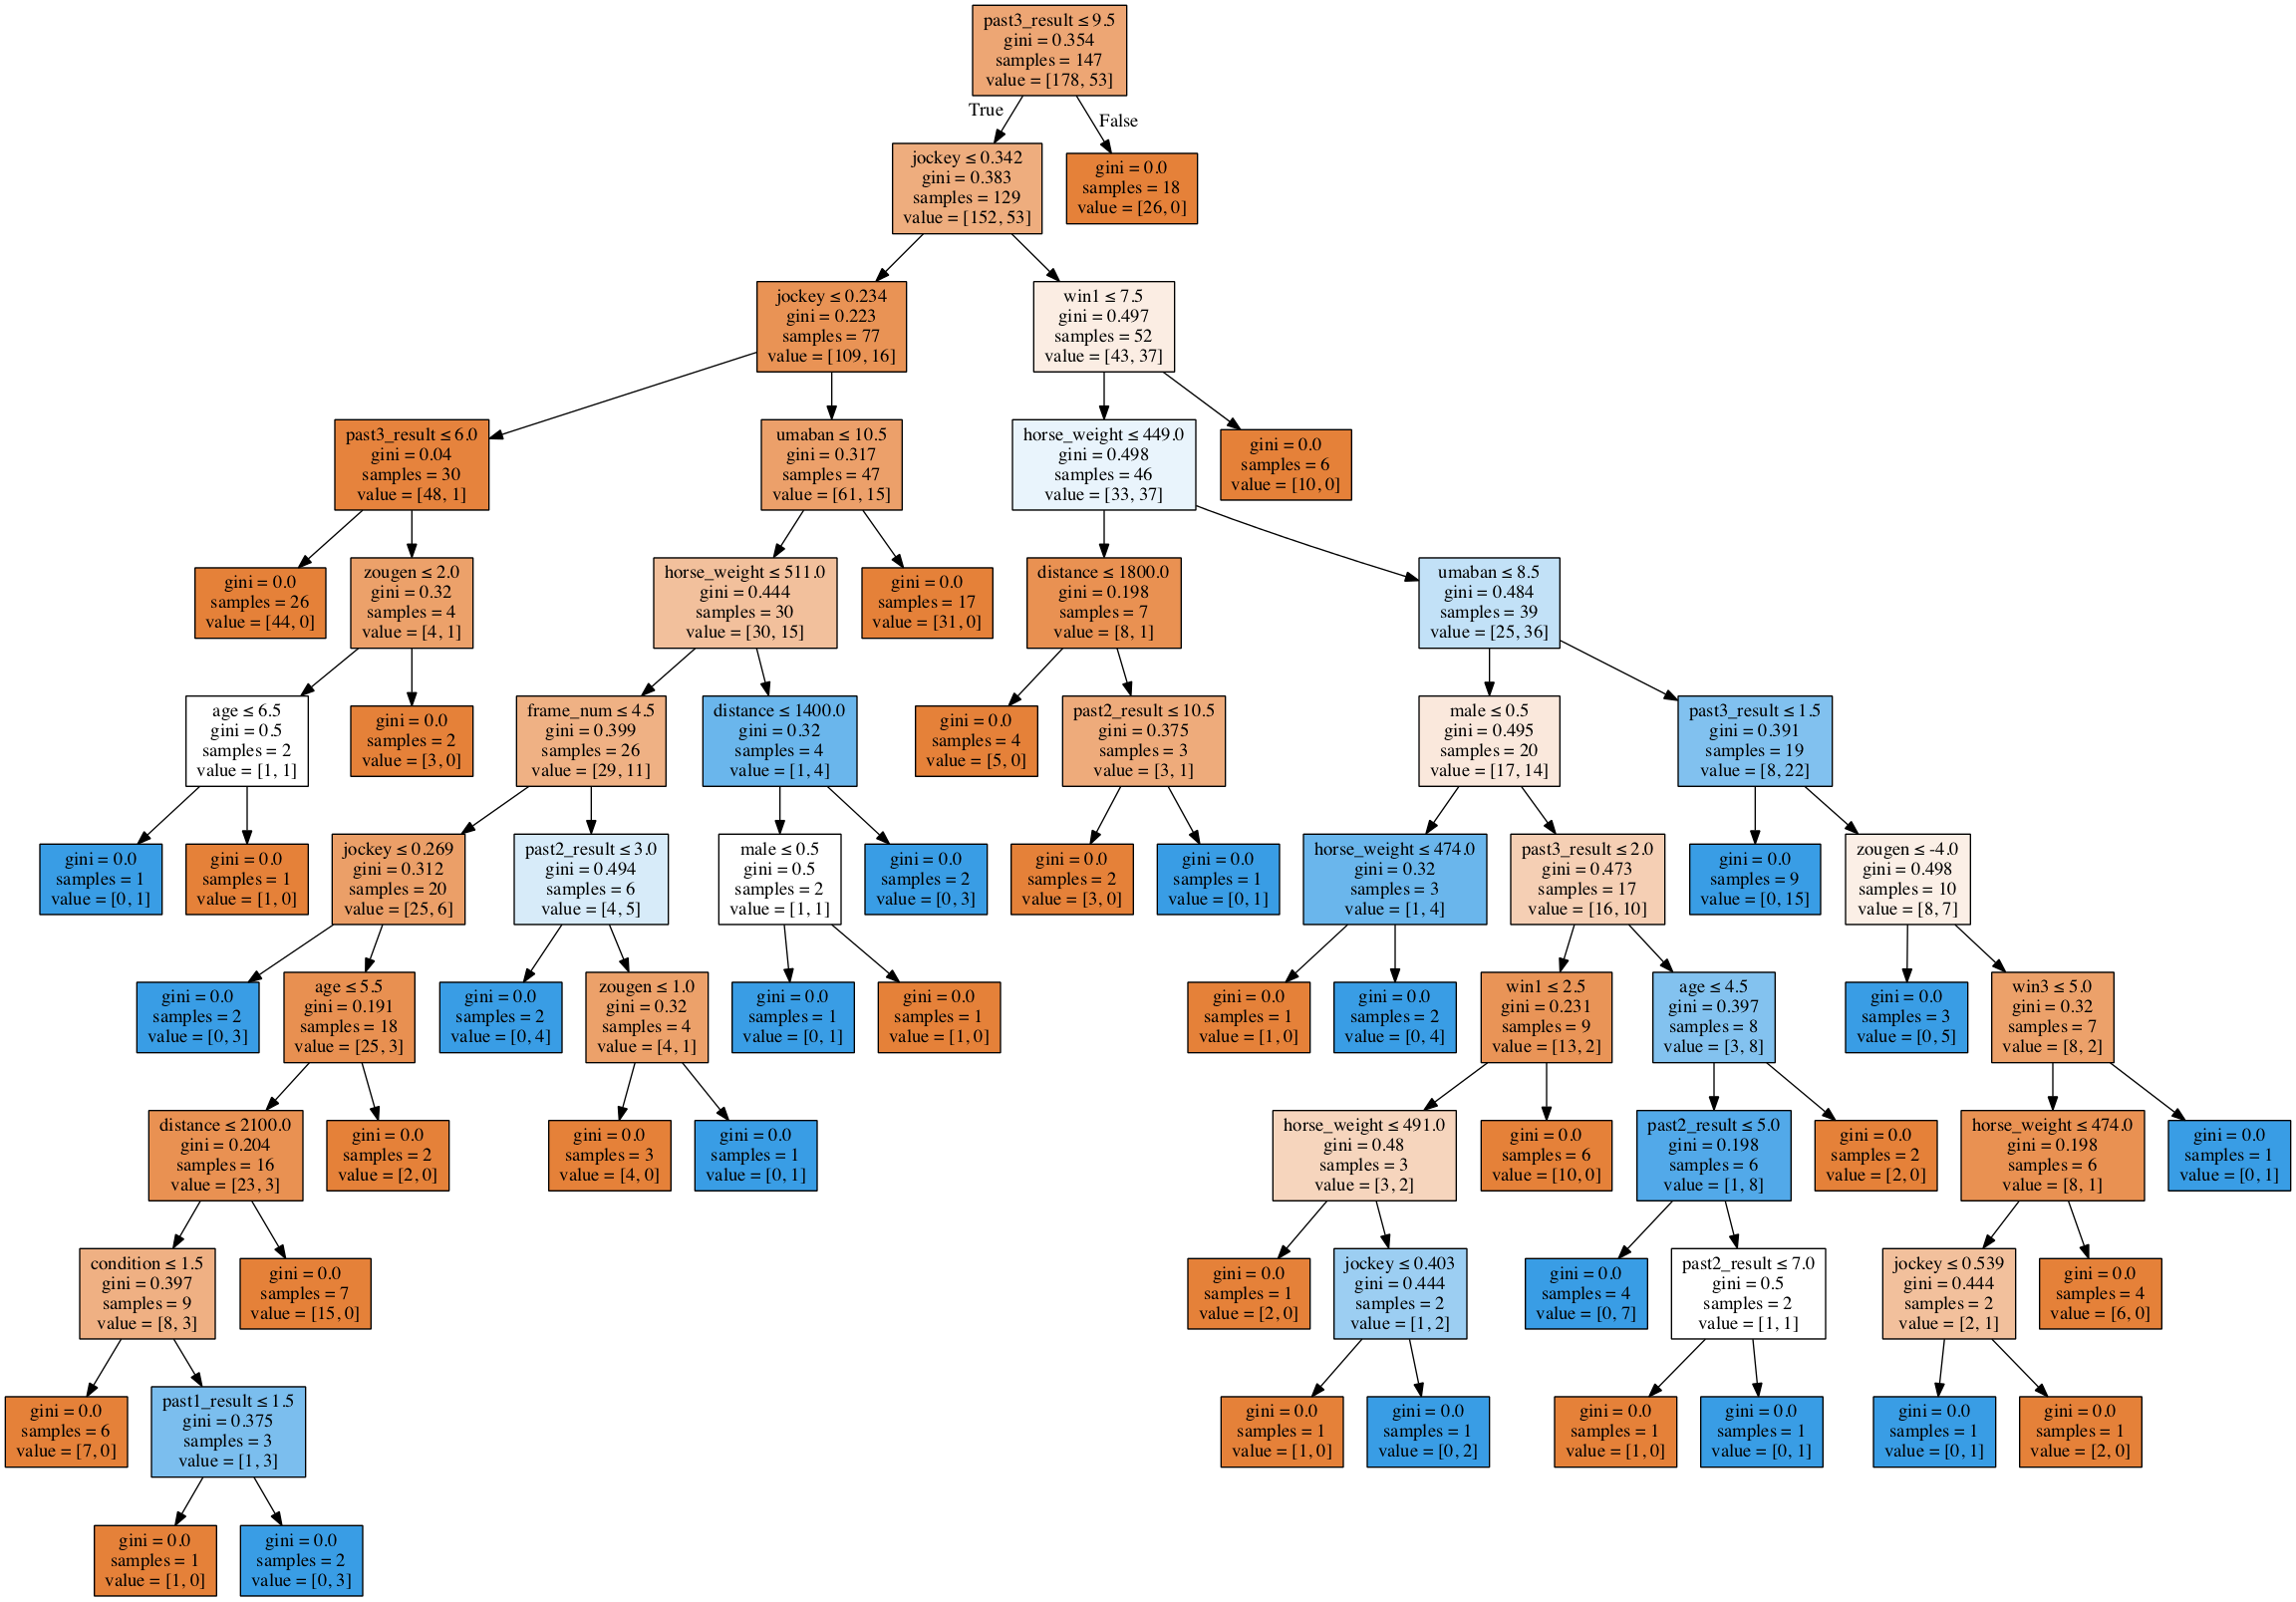 past3_result ≤ 9.5
gini = 0.354
samples = 147
value = [178, 53]
True
False
jockey ≤ 0.342
gini = 0.383
samples = 129
value = [152, 53]
gini = 0.0
samples = 18
value = [26, 0]
jockey ≤ 0.234
gini = 0.223
samples = 77
value = [109, 16]
win1 ≤ 7.5
gini = 0.497
samples = 52
value = [43, 37]
past3_result ≤ 6.0
gini = 0.04
samples = 30
value = [48, 1]
umaban ≤ 10.5
gini = 0.317
samples = 47
value = [61, 15]
horse_weight ≤ 449.0
gini = 0.498
samples = 46
value = [33, 37]
gini = 0.0
samples = 6
value = [10, 0]
gini = 0.0
samples = 26
value = [44, 0]
zougen ≤ 2.0
gini = 0.32
samples = 4
value = [4, 1]
horse_weight ≤ 511.0
gini = 0.444
samples = 30
value = [30, 15]
gini = 0.0
samples = 17
value = [31, 0]
distance ≤ 1800.0
gini = 0.198
samples = 7
value = [8, 1]
umaban ≤ 8.5
gini = 0.484
samples = 39
value = [25, 36]
age ≤ 6.5
gini = 0.5
samples = 2
value = [1, 1]
gini = 0.0
samples = 2
value = [3, 0]
frame_num ≤ 4.5
gini = 0.399
samples = 26
value = [29, 11]
distance ≤ 1400.0
gini = 0.32
samples = 4
value = [1, 4]
gini = 0.0
samples = 4
value = [5, 0]
past2_result ≤ 10.5
gini = 0.375
samples = 3
value = [3, 1]
male ≤ 0.5
gini = 0.495
samples = 20
value = [17, 14]
past3_result ≤ 1.5
gini = 0.391
samples = 19
value = [8, 22]
gini = 0.0
samples = 1
value = [0, 1]
gini = 0.0
samples = 1
value = [1, 0]
jockey ≤ 0.269
gini = 0.312
samples = 20
value = [25, 6]
past2_result ≤ 3.0
gini = 0.494
samples = 6
value = [4, 5]
male ≤ 0.5
gini = 0.5
samples = 2
value = [1, 1]
gini = 0.0
samples = 2
value = [0, 3]
gini = 0.0
samples = 2
value = [3, 0]
gini = 0.0
samples = 1
value = [0, 1]
horse_weight ≤ 474.0
gini = 0.32
samples = 3
value = [1, 4]
past3_result ≤ 2.0
gini = 0.473
samples = 17
value = [16, 10]
gini = 0.0
samples = 9
value = [0, 15]
zougen ≤ -4.0
gini = 0.498
samples = 10
value = [8, 7]
gini = 0.0
samples = 2
value = [0, 3]
age ≤ 5.5
gini = 0.191
samples = 18
value = [25, 3]
gini = 0.0
samples = 2
value = [0, 4]
zougen ≤ 1.0
gini = 0.32
samples = 4
value = [4, 1]
gini = 0.0
samples = 1
value = [0, 1]
gini = 0.0
samples = 1
value = [1, 0]
gini = 0.0
samples = 1
value = [1, 0]
gini = 0.0
samples = 2
value = [0, 4]
win1 ≤ 2.5
gini = 0.231
samples = 9
value = [13, 2]
age ≤ 4.5
gini = 0.397
samples = 8
value = [3, 8]
gini = 0.0
samples = 3
value = [0, 5]
win3 ≤ 5.0
gini = 0.32
samples = 7
value = [8, 2]
distance ≤ 2100.0
gini = 0.204
samples = 16
value = [23, 3]
gini = 0.0
samples = 2
value = [2, 0]
gini = 0.0
samples = 3
value = [4, 0]
gini = 0.0
samples = 1
value = [0, 1]
horse_weight ≤ 491.0
gini = 0.48
samples = 3
value = [3, 2]
gini = 0.0
samples = 6
value = [10, 0]
past2_result ≤ 5.0
gini = 0.198
samples = 6
value = [1, 8]
gini = 0.0
samples = 2
value = [2, 0]
horse_weight ≤ 474.0
gini = 0.198
samples = 6
value = [8, 1]
gini = 0.0
samples = 1
value = [0, 1]
condition ≤ 1.5
gini = 0.397
samples = 9
value = [8, 3]
gini = 0.0
samples = 7
value = [15, 0]
gini = 0.0
samples = 1
value = [2, 0]
jockey ≤ 0.403
gini = 0.444
samples = 2
value = [1, 2]
gini = 0.0
samples = 4
value = [0, 7]
past2_result ≤ 7.0
gini = 0.5
samples = 2
value = [1, 1]
jockey ≤ 0.539
gini = 0.444
samples = 2
value = [2, 1]
gini = 0.0
samples = 4
value = [6, 0]
gini = 0.0
samples = 6
value = [7, 0]
past1_result ≤ 1.5
gini = 0.375
samples = 3
value = [1, 3]
gini = 0.0
samples = 1
value = [1, 0]
gini = 0.0
samples = 1
value = [0, 2]
gini = 0.0
samples = 1
value = [1, 0]
gini = 0.0
samples = 1
value = [0, 1]
gini = 0.0
samples = 1
value = [0, 1]
gini = 0.0
samples = 1
value = [2, 0]
gini = 0.0
samples = 1
value = [1, 0]
gini = 0.0
samples = 2
value = [0, 3]